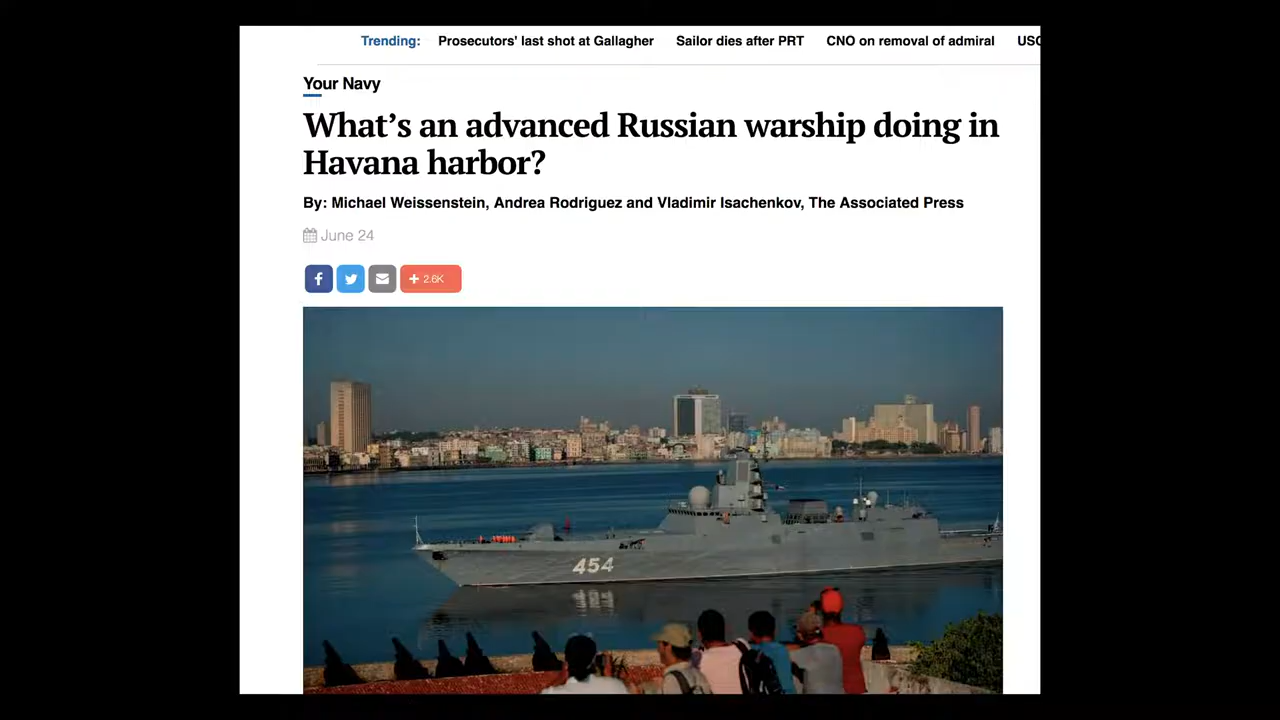 Trending: Prosecutors’ last shot at Gallagher Sailor dies after PRT CNO on removal of admiral
Your Navy
What’s an advanced Russian warship doing in
Havana harbor?
By: Michael Weissenstein, Andrea Rodriguez and Vladimir Isachenkov, The Associated Press
June 24
f + 2.6K
454